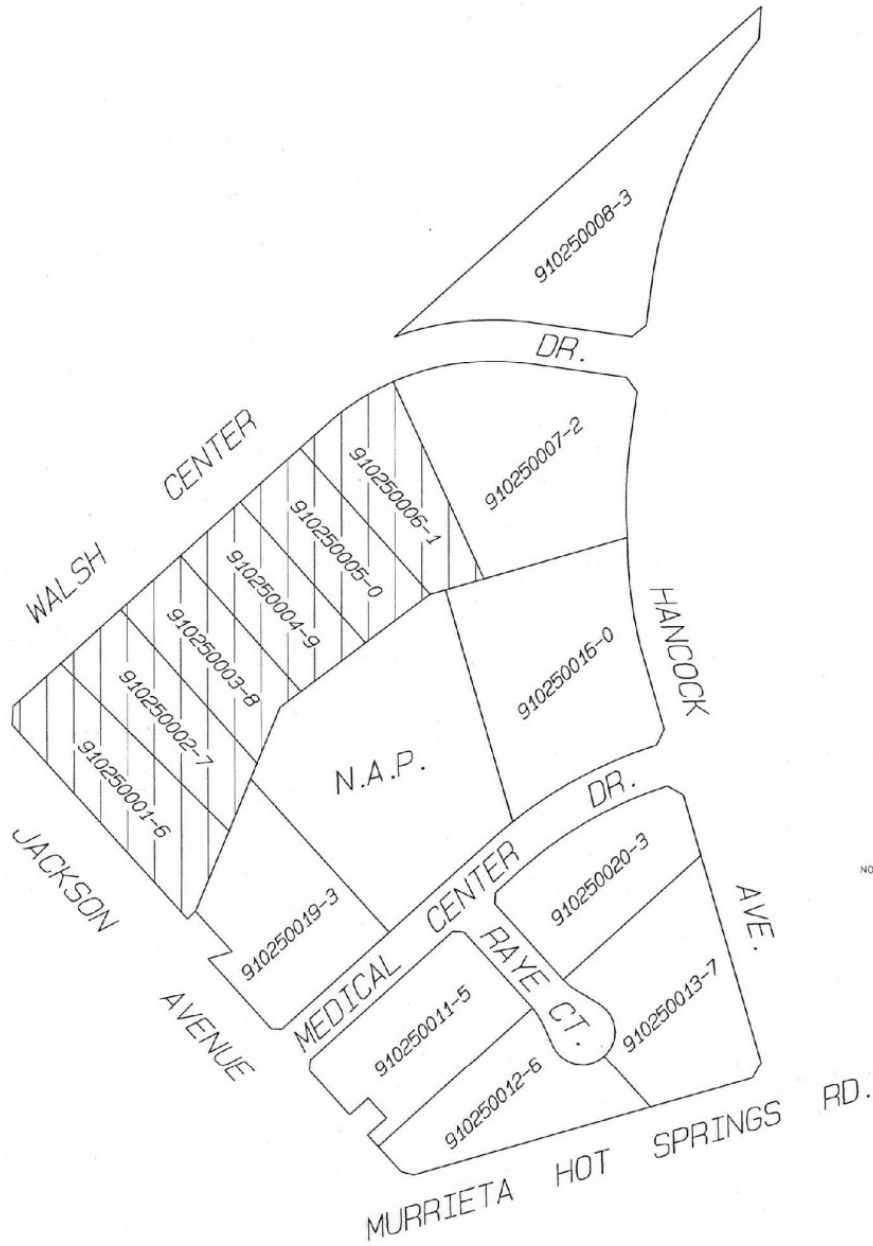 910250008-3
DR.
WALSH CENTER
910250007-2
910250006-1
910250005-0
910250004-9
910250003-8
910250002-7
910250001-6
HANCOCK
910250016-0
N.A.P.
JACKSON
AVENUE
910250019-3
MEDICAL CENTER DR.
910250020-3
AVE.
NO
RAYE CT.
910250011-5
910250013-7
910250012-6
MURRIETA HOT SPRINGS RD.